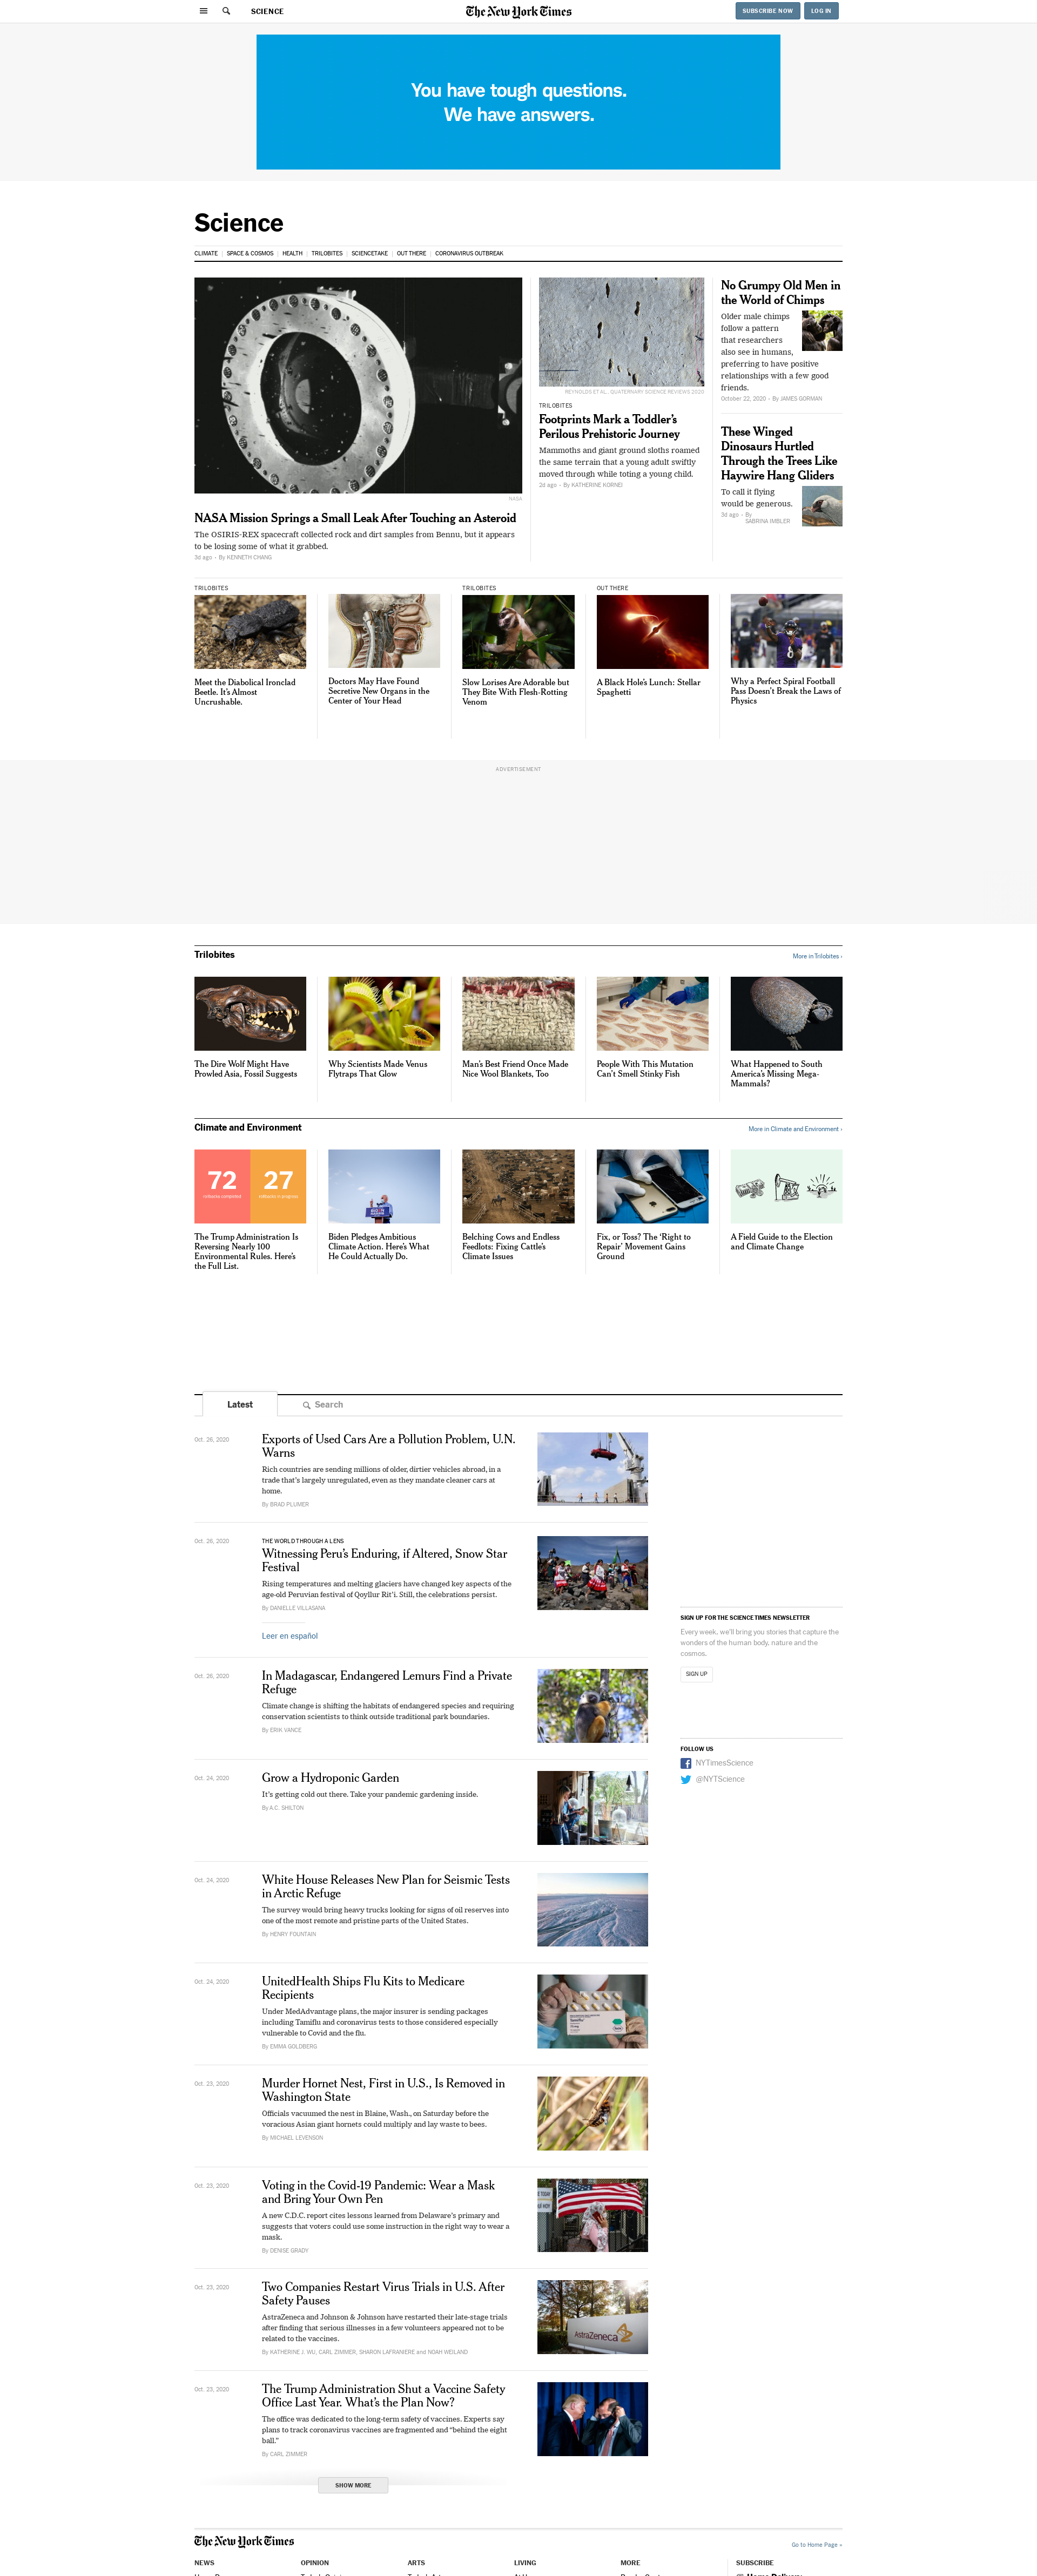 SCIENCE
The New York Times
SUBSCRIBE NOW
LOG IN
You have tough questions.
We have answers.
Science
CLIMATE
SPACE & COSMOS
HEALTH
TRILOBITES
SCIENCETAKE
OUT THERE
CORONAVIRUS OUTBREAK
NASA
NASA Mission Springs a Small Leak After Touching an Asteroid
The OSIRIS-REX spacecraft collected rock and dirt samples from Bennu, but it appears
to be losing some of what it grabbed.
3d ago - By KENNETH CHANG
REYNOLDS ET AL., QUATERNARY SCIENCE REVIEWS 2020
TRILOBITES
Footprints Mark a Toddler's
Perilous Prehistoric Journey
Mammoths and giant ground sloths roamed
the same terrain that a young adult swiftly
moved through while toting a young child.
2d ago - By KATHERINE KORNEI
No Grumpy Old Men in
the World of Chimps
Older male chimps
follow a pattern
that researchers
also see in humans,
preferring to have positive
relationships with a few good
friends.
October 22, 2020 - By JAMES GORMAN
These Winged
Dinosaurs Hurtled
Through the Trees Like
Haywire Hang Gliders
To call it flying
would be generous.
3d ago - By
SABRINA IMBLER
TRILOBITES
Meet the Diabolical Ironclad
Beetle. It's Almost
Uncrushable.
Doctors May Have Found
Secretive New Organs in the
Center of Your Head
TRILOBITES
Slow Lorises Are Adorable but
They Bite With Flesh-Rotting
Venom
OUT THERE
A Black Hole's Lunch: Stellar
Spaghetti
Why a Perfect Spiral Football
Pass Doesn't Break the Laws of
Physics
ADVERTISEMENT
Trilobites
More in Trilobites ›
The Dire Wolf Might Have
Prowled Asia, Fossil Suggests
Why Scientists Made Venus
Flytraps That Glow
Man's Best Friend Once Made
Nice Wool Blankets, Too
People With This Mutation
Can't Smell Stinky Fish
What Happened to South
America's Missing Mega-
Mammals?
Climate and Environment
More in Climate and Environment ›
72
rollbacks completed
27
rollbacks in progress
The Trump Administration Is
Reversing Nearly 100
Environmental Rules. Here's
the Full List.
Biden Pledges Ambitious
Climate Action. Here's What
He Could Actually Do.
Belching Cows and Endless
Feedlots: Fixing Cattle's
Climate Issues
Fix, or Toss? The 'Right to
Repair' Movement Gains
Ground
A Field Guide to the Election
and Climate Change
Latest
Search
Oct. 26, 2020
Exports of Used Cars Are a Pollution Problem, U.N.
Warns
Rich countries are sending millions of older, dirtier vehicles abroad, in a
trade that's largely unregulated, even as they mandate cleaner cars at
home.
By BRAD PLUMER
Oct. 26, 2020
THE WORLD THROUGH A LENS
Witnessing Peru's Enduring, if Altered, Snow Star
Festival
Rising temperatures and melting glaciers have changed key aspects of the
age-old Peruvian festival of Qoyllur Rit'i. Still, the celebrations persist.
By DANIELLE VILLASANA
Leer en español
SIGN UP FOR THE SCIENCE TIMES NEWSLETTER
Every week, we'll bring you stories that capture the
wonders of the human body, nature and the
cosmos.
SIGN UP
Oct. 26, 2020
In Madagascar, Endangered Lemurs Find a Private
Refuge
Climate change is shifting the habitats of endangered species and requiring
conservation scientists to think outside traditional park boundaries.
By ERIK VANCE
FOLLOW US
NYTimesScience
@NYTScience
Oct. 24, 2020
Grow a Hydroponic Garden
It's getting cold out there. Take your pandemic gardening inside.
By A.C. SHILTON
Oct. 24, 2020
White House Releases New Plan for Seismic Tests
in Arctic Refuge
The survey would bring heavy trucks looking for signs of oil reserves into
one of the most remote and pristine parts of the United States.
By HENRY FOUNTAIN
Oct. 24, 2020
UnitedHealth Ships Flu Kits to Medicare
Recipients
Under MedAdvantage plans, the major insurer is sending packages
including Tamiflu and coronavirus tests to those considered especially
vulnerable to Covid and the flu.
By EMMA GOLDBERG
Oct. 23, 2020
Murder Hornet Nest, First in U.S., Is Removed in
Washington State
Officials vacuumed the nest in Blaine, Wash., on Saturday before the
voracious Asian giant hornets could multiply and lay waste to bees.
By MICHAEL LEVENSON
Oct. 23, 2020
Voting in the Covid-19 Pandemic: Wear a Mask
and Bring Your Own Pen
A new C.D.C. report cites lessons learned from Delaware's primary and
suggests that voters could use some instruction in the right way to wear a
mask.
By DENISE GRADY
Oct. 23, 2020
Two Companies Restart Virus Trials in U.S. After
Safety Pauses
AstraZeneca and Johnson & Johnson have restarted their late-stage trials
after finding that serious illnesses in a few volunteers appeared not to be
related to the vaccines.
By KATHERINE J. WU, CARL ZIMMER, SHARON LAFRANIERE and NOAH WEILAND
AstraZeneca
Oct. 23, 2020
The Trump Administration Shut a Vaccine Safety
Office Last Year. What's the Plan Now?
The office was dedicated to the long-term safety of vaccines. Experts say
plans to track coronavirus vaccines are fragmented and "behind the eight
ball."
By CARL ZIMMER
SHOW MORE
The New York Times
Go to Home Page »
NEWS
OPINION
ARTS
LIVING
MORE
SUBSCRIBE